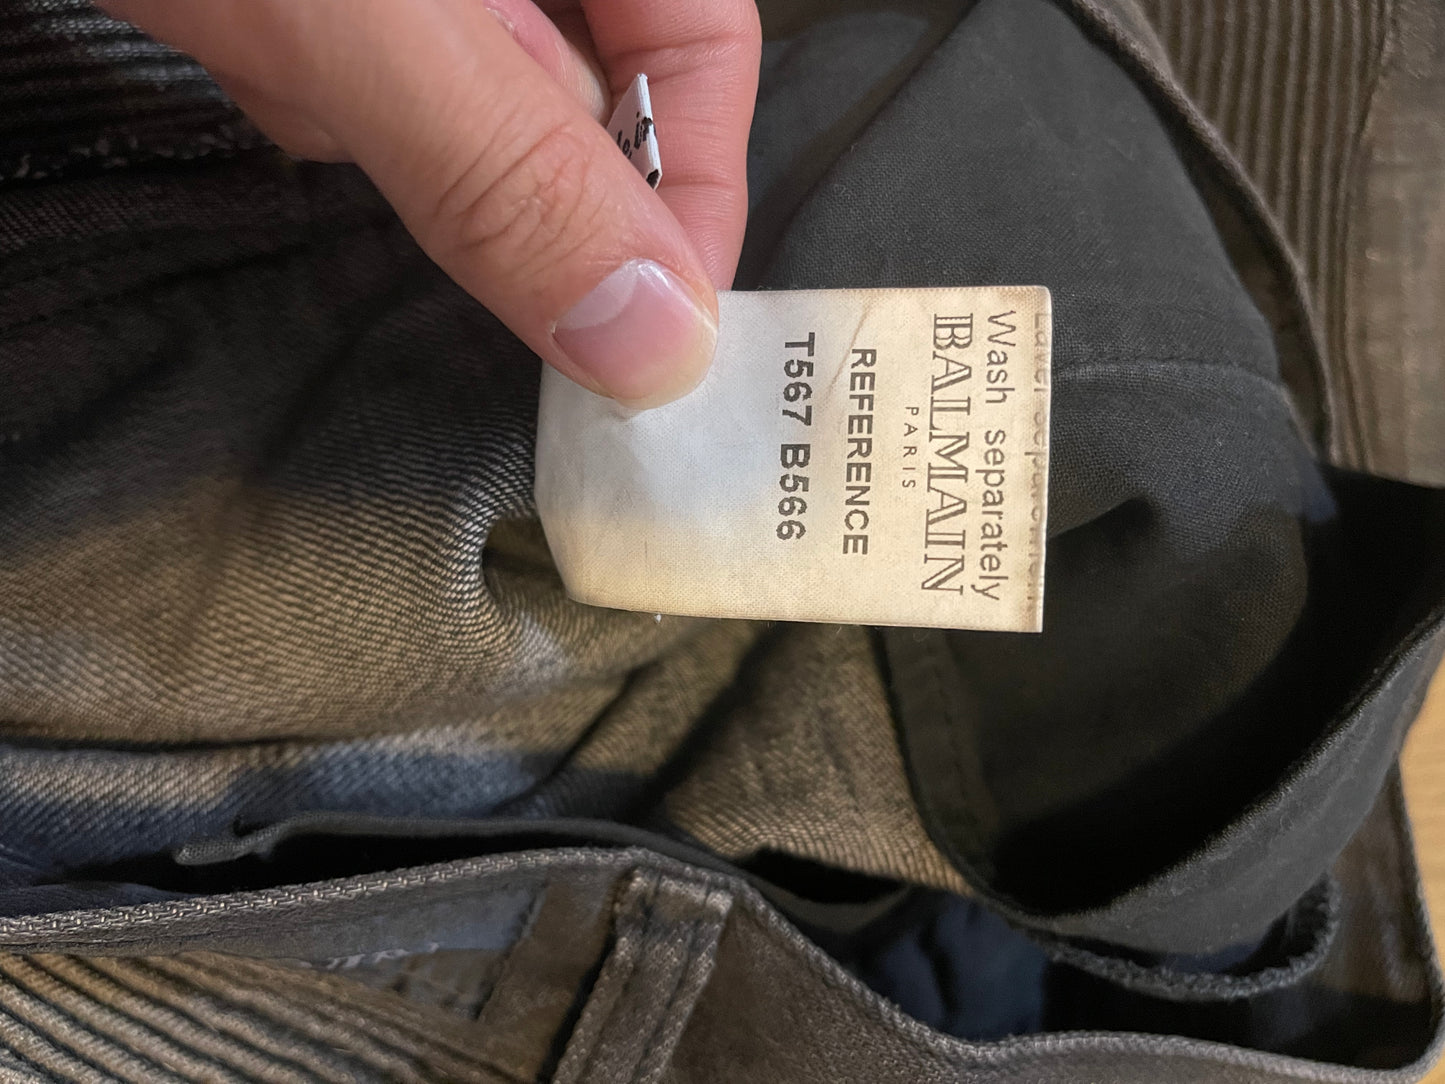 Wash separately
BALMAIN
PARIS
REFERENCE
T567 B566